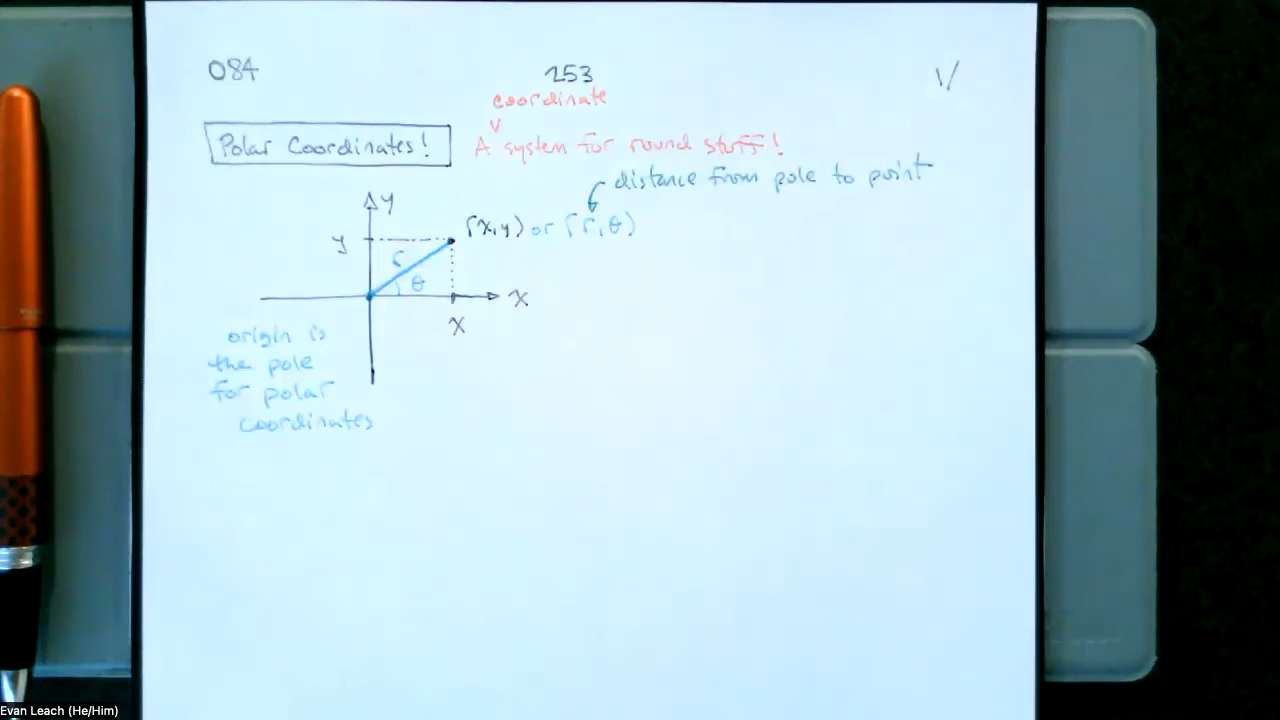 084 253 1/
coordinate
Polar Coordinates! A system for round stuff!
distance from pole to point
y
y (x,y) or (r,θ)
r
θ
x
x
origin is
the pole
for polar
coordinates
Evan Leach (He/Him)